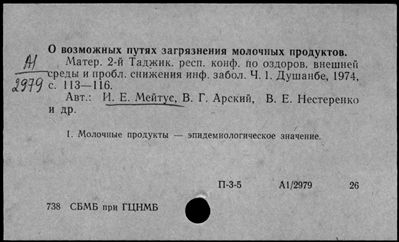 О возможных путях загрязнения молочных продуктов.
А1
2979
Матер. 2-й Таджик. респ. конф. по оздоров. внешней
среды и пробл. снижения инф. забол. Ч. 1. Душанбе, 1974,
с. 113—116.
Авт.: И. Е. Мейтус, В. Г. Арский, В. Е. Нестеренко
и др.
1. Молочные продукты — эпидемиологическое значение.
П-3-5 А1/2979 26
738 СБМБ при ГЦНМБ